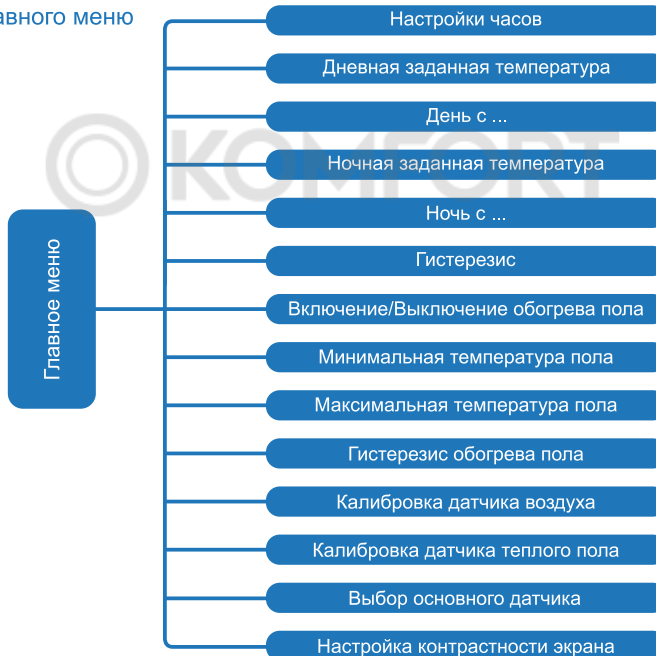 авного меню
Настройки часов
Дневная заданная температура
День с ...
KOMFORT
Ночная заданная температура
Ночь с ...
Главное меню
Гистерезис
Включение/Выключение обогрева пола
Минимальная температура пола
Максимальная температура пола
Гистерезис обогрева пола
Калибровка датчика воздуха
Калибровка датчика теплого пола
Выбор основного датчика
Настройка контрастности экрана